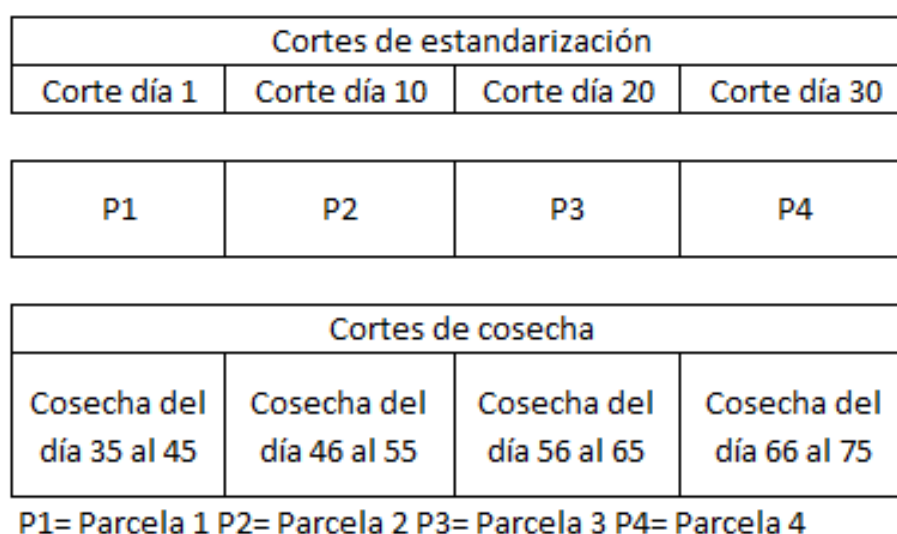 Cortes de estandarización
Corte día 1 Corte día 10 Corte día 20 Corte día 30
P1 P2 P3 P4
Cortes de cosecha
Cosecha del Cosecha del Cosecha del Cosecha del
día 35 al 45 día 46 al 55 día 56 al 65 día 66 al 75
P1= Parcela 1 P2= Parcela 2 P3= Parcela 3 P4= Parcela 4